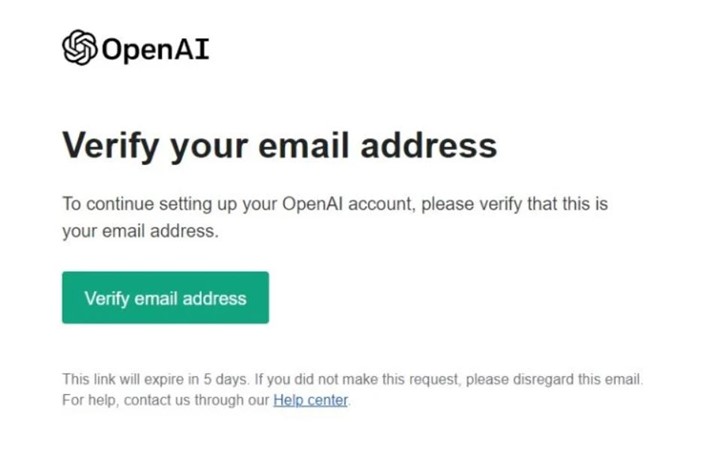 OpenAI
Verify your email address
To continue setting up your OpenAI account, please verify that this is
your email address.
Verify email address
This link will expire in 5 days. If you did not make this request, please disregard this email.
For help, contact us through our Help center.